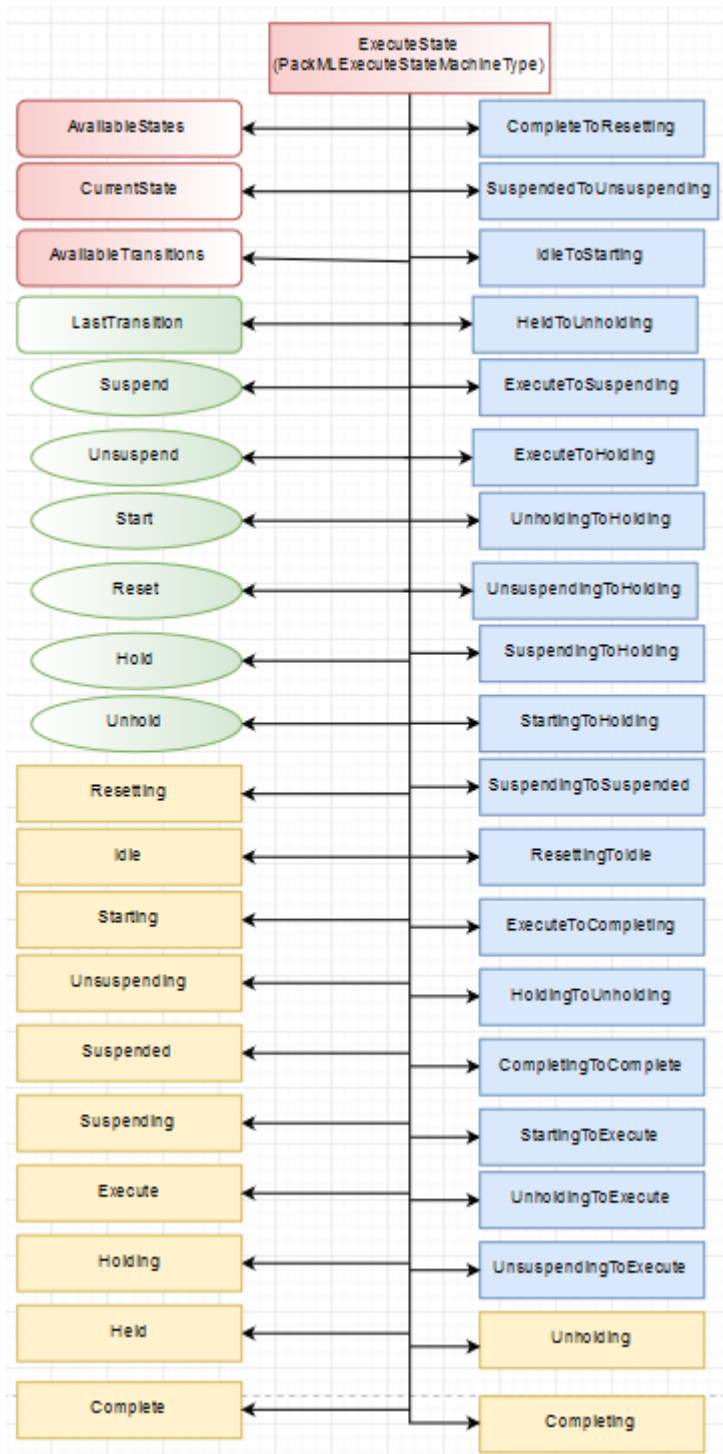 ExecuteState
(PackMLExecuteStateMachineType)
AvailableStates
CompleteToResetting
CurrentState
SuspendedToUnsuspending
AvailableTransitions
IdleToStarting
LastTransition
HeldToUnholding
Suspend
ExecuteToSuspending
Unsuspend
ExecuteToHolding
Start
UnholdingToHolding
Reset
UnsuspendingToHolding
Hold
SuspendingToHolding
Unhold
StartingToHolding
Resetting
SuspendingToSuspended
Idle
ResettingToIdle
Starting
ExecuteToCompleting
Unsuspending
HoldingToUnholding
Suspended
CompletingToComplete
Suspending
StartingToExecute
Execute
UnholdingToExecute
Holding
UnsuspendingToExecute
Held
Unholding
Complete
Completing